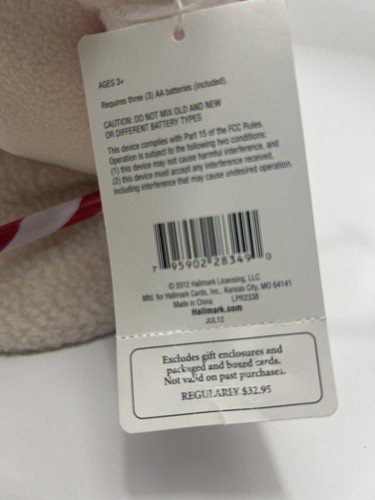 AGES 3+
Requires three (3) AA batteries (included).
CAUTION: DO NOT MIX OLD AND NEW
OR DIFFERENT BATTERY TYPES
This device complies with Part 15 of the FCC Rules.
Operation is subject to the following two conditions:
(1) this device may not cause harmful interference, and
(2) this device must accept any interference received,
including interference that may cause undesired operation.
7 95902 28349 0
© 2012 Hallmark Licensing, LLC
Mfd. for Hallmark Cards, Inc., Kansas City, MO 64141
Made in China LPR2338
Hallmark.com
JUL12
Excludes gift enclosures and
packaged and boxed cards.
Not valid on past purchases.
REGULARLY $32.95